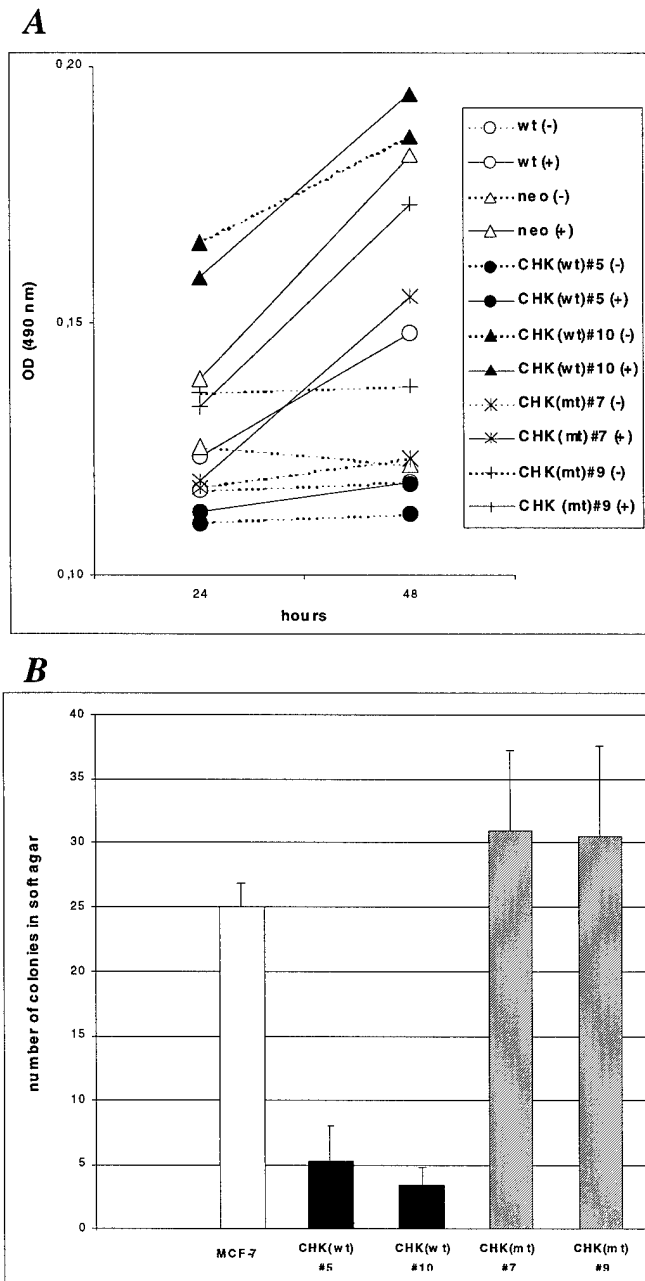 A
0,20
0,15
0,10
OD (490 nm)
24
48
hours
wt (-)
wt (+)
neo (-)
neo (+)
CHK(wt)#5 (-)
CHK(wt)#5 (+)
CHK(wt)#10 (-)
CHK(wt)#10 (+)
CHK(mt)#7 (-)
CHK(mt)#7 (+)
CHK(mt)#9 (-)
CHK (mt)#9 (+)
B
40
35
30
25
20
15
10
5
0
number of colonies in soft agar
MCF-7
CHK(wt)
#5
CHK(wt)
#10
CHK(mt)
#7
CHK(mt)
#9